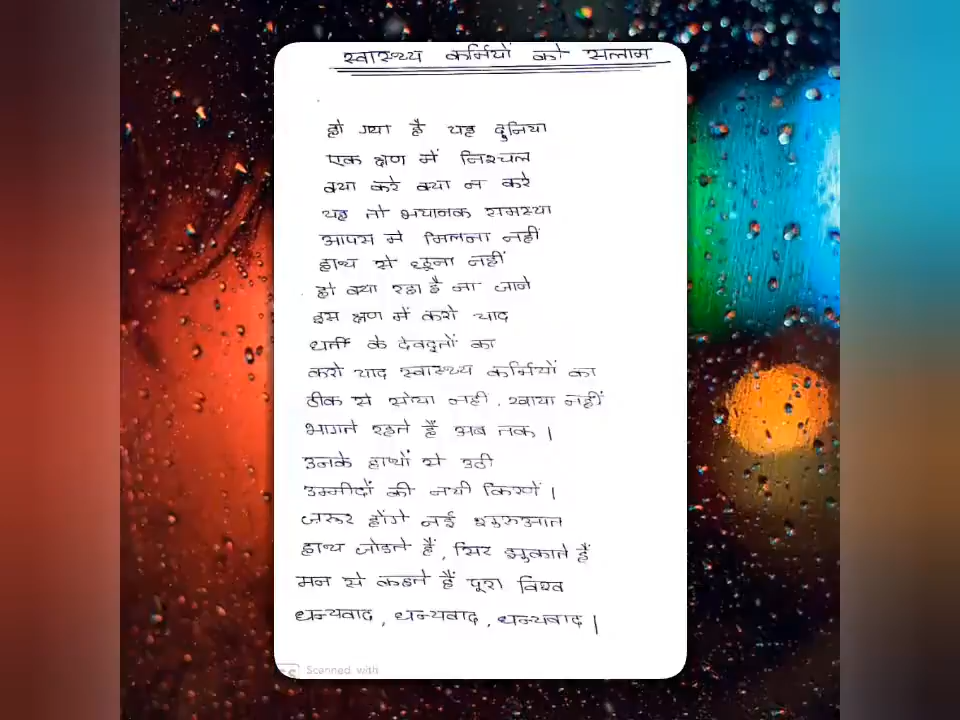 स्वास्थ्य कर्मियों को सलाम
हो गया है यह दुनिया
एक क्षण में निश्चल
क्या करे क्या न करे
यह तो भयानक समस्या
आपस मे मिलना नहीं
हाथ से छूना नहीं
हो क्या रहा है ना जाने
इस क्षण में करो याद
धर्ती के देवदूतों का
करो याद स्वास्थ्य कर्मियों का
ठीक से सोया नही, खाया नहीं
भागते रहते हैं अब तक।
उनके हाथों से उठी
उम्मीदों की नयी किरणें।
जरूर होंगे नई शुरुआत
हाथ जोडते हैं, सिर झुकाते हैं
मन से कहते हैं पूरा विश्व
धन्यवाद, धन्यवाद, धन्यवाद।
Scanned with